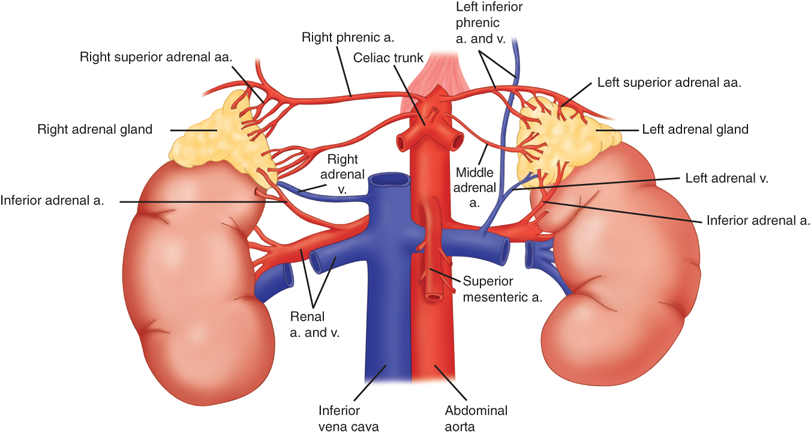 Left inferior
phrenic
a. and v.
Right phrenic a.
Right superior adrenal aa.
Celiac trunk
Left superior adrenal aa.
Right adrenal gland
Left adrenal gland
Right
adrenal
v.
Middle
adrenal
a.
Left adrenal v.
Inferior adrenal a.
Inferior adrenal a.
Superior
mesenteric a.
Renal
a. and v.
Inferior
vena cava
Abdominal
aorta